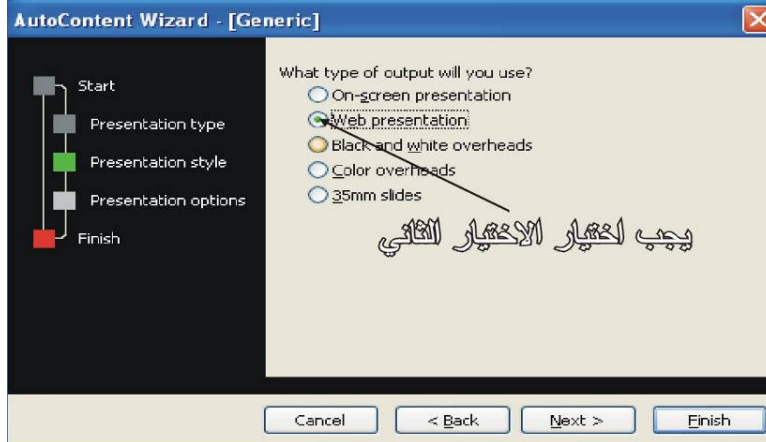 AutoContent Wizard - [Generic]
Start
Presentation type
Presentation style
Presentation options
Finish
What type of output will you use?
On-screen presentation
Web presentation
Black and white overheads
Color overheads
35mm slides
يجب اختيار الاختيار الثاني
Cancel
< Back
Next >
Finish